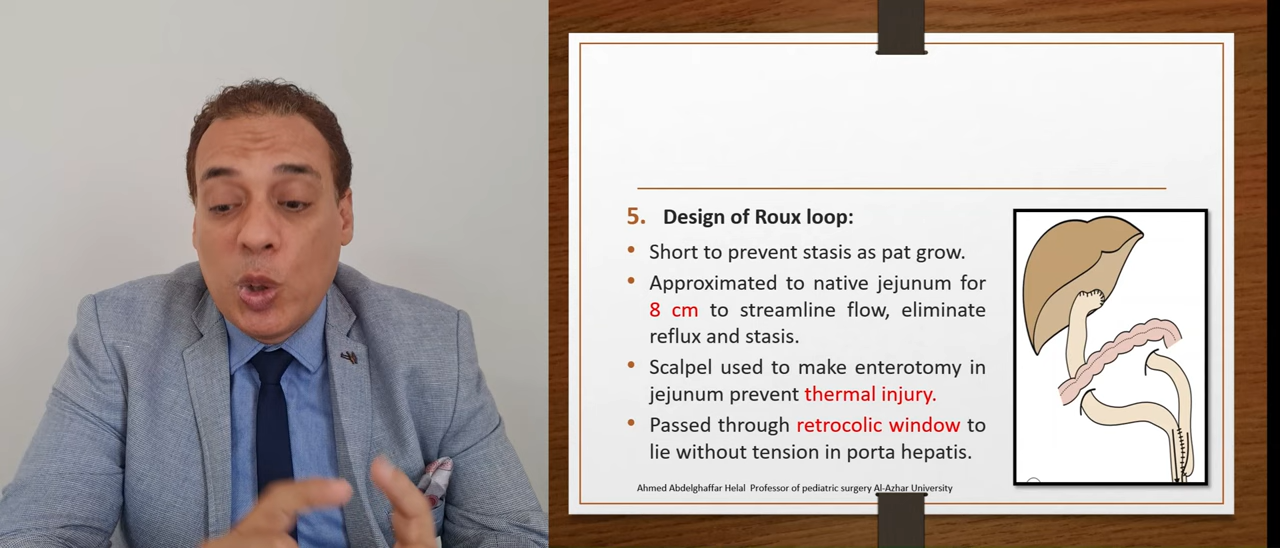 5. Design of Roux loop:
• Short to prevent stasis as pat grow.
• Approximated to native jejunum for
8 cm to streamline flow, eliminate
reflux and stasis.
• Scalpel used to make enterotomy in
jejunum prevent thermal injury.
• Passed through retrocolic window to
lie without tension in porta hepatis.
Ahmed Abdelghaffar Helal Professor of pediatric surgery Al-Azhar University